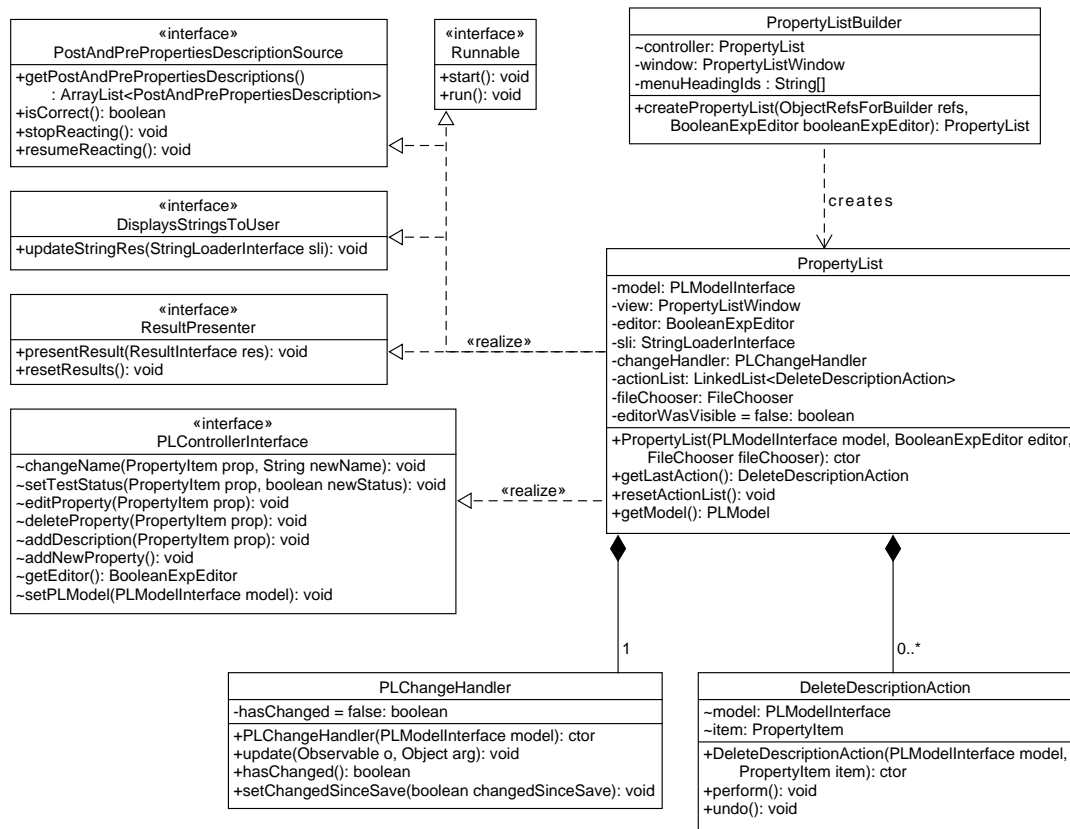 «interface»
PostAndPrePropertiesDescriptionSource
+getPostAndPrePropertiesDescriptions()
: ArrayList<PostAndPrePropertiesDescription>
+isCorrect(): boolean
+stopReacting(): void
+resumeReacting(): void
«interface»
Runnable
+start(): void
+run(): void
PropertyListBuilder
~controller: PropertyList
-window: PropertyListWindow
-menuHeadingIds : String[]
+createPropertyList(ObjectRefsForBuilder refs,
BooleanExpEditor booleanExpEditor): PropertyList
creates
«interface»
DisplaysStringsToUser
+updateStringRes(StringLoaderInterface sli): void
«interface»
ResultPresenter
+presentResult(ResultInterface res): void
+resetResults(): void
«realize»
PropertyList
-model: PLModelInterface
-view: PropertyListWindow
-editor: BooleanExpEditor
-sli: StringLoaderInterface
-changeHandler: PLChangeHandler
-actionList: LinkedList<DeleteDescriptionAction>
-fileChooser: FileChooser
-editorWasVisible = false: boolean
+PropertyList(PLModelInterface model, BooleanExpEditor editor,
FileChooser fileChooser): ctor
+getLastAction(): DeleteDescriptionAction
+resetActionList(): void
+getModel(): PLModel
«interface»
PLControllerInterface
~changeName(PropertyItem prop, String newName): void
~setTestStatus(PropertyItem prop, boolean newStatus): void
~editProperty(PropertyItem prop): void
~deleteProperty(PropertyItem prop): void
~addDescription(PropertyItem prop): void
~addNewProperty(): void
~getEditor(): BooleanExpEditor
~setPLModel(PLModelInterface model): void
«realize»
1
0..*
PLChangeHandler
-hasChanged = false: boolean
+PLChangeHandler(PLModelInterface model): ctor
+update(Observable o, Object arg): void
+hasChanged(): boolean
+setChangedSinceSave(boolean changedSinceSave): void
DeleteDescriptionAction
~model: PLModelInterface
~item: PropertyItem
+DeleteDescriptionAction(PLModelInterface model,
PropertyItem item): ctor
+perform(): void
+undo(): void